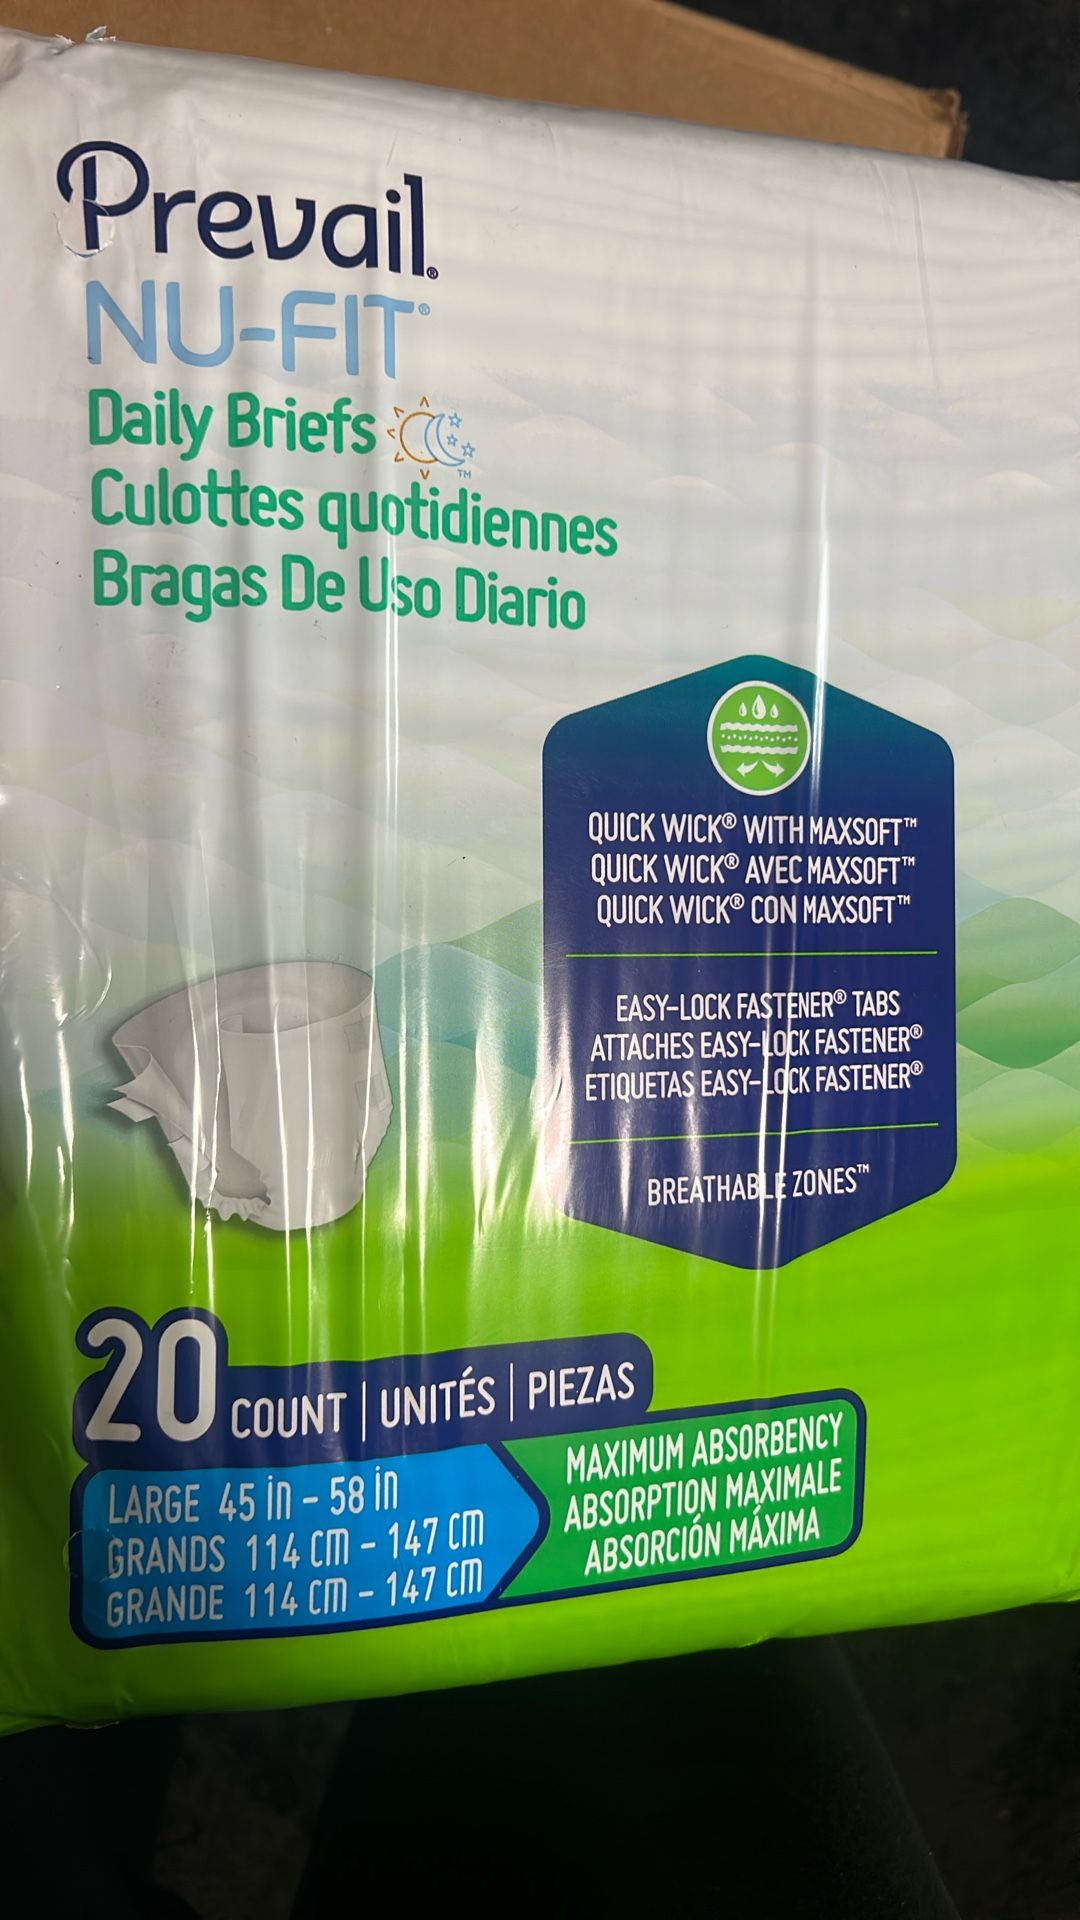 Prevail®
NU-FIT®
Daily Briefs
TM
Culottes quotidiennes
Bragas De Uso Diario
QUICK WICK® WITH MAXSOFT™
QUICK WICK® AVEC MAXSOFT™
QUICK WICK® CON MAXSOFT™
EASY-LOCK FASTENER® TABS
ATTACHES EASY-LOCK FASTENER®
ETIQUETAS EASY-LOCK FASTENER®
BREATHABLE ZONES™
20 COUNT | UNITÉS | PIEZAS
LARGE 45 in - 58 in
GRANDS 114 cm - 147 cm
GRANDE 114 cm - 147 cm
MAXIMUM ABSORBENCY
ABSORPTION MAXIMALE
ABSORCIÓN MÁXIMA